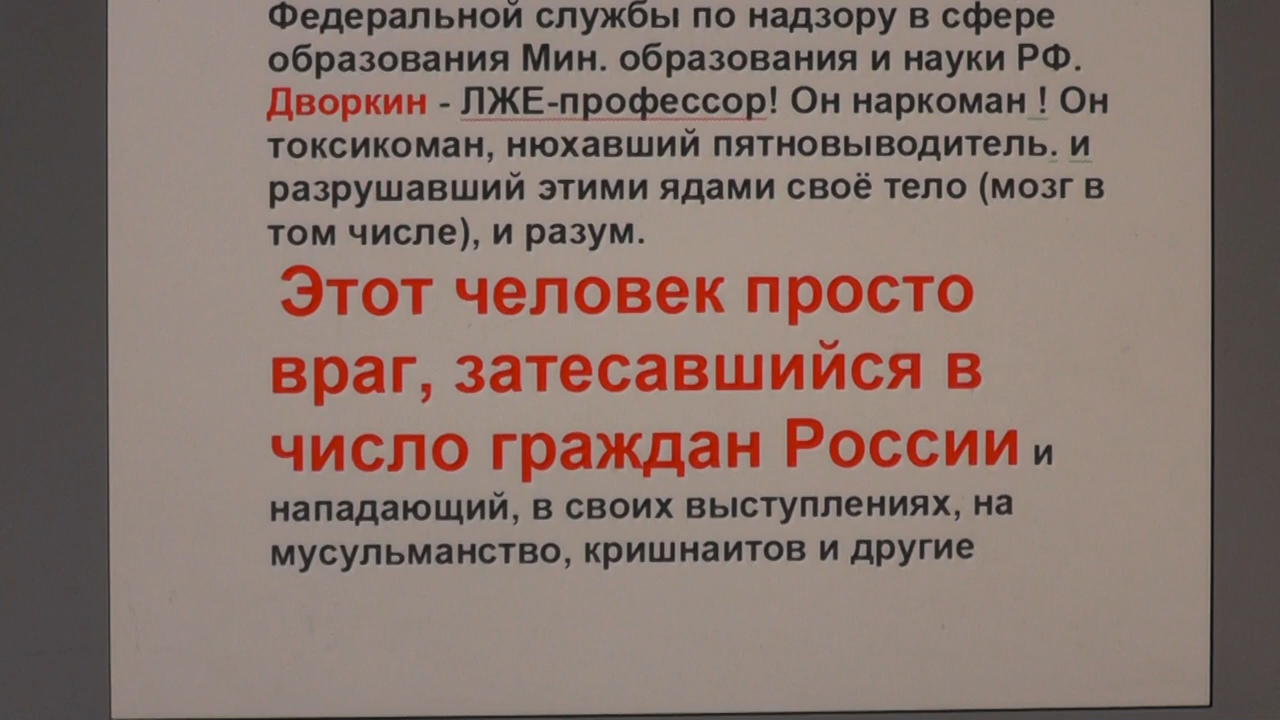 Федеральной службы по надзору в сфере
образования Мин. образования и науки РФ.
Дворкин - ЛЖЕ-профессор! Он наркоман ! Он
токсикоман, нюхавший пятновыводитель. и
разрушавший этими ядами своё тело (мозг в
том числе), и разум.
Этот человек просто
враг, затесавшийся в
число граждан России и
нападающий, в своих выступлениях, на
мусульманство, кришнаитов и другие